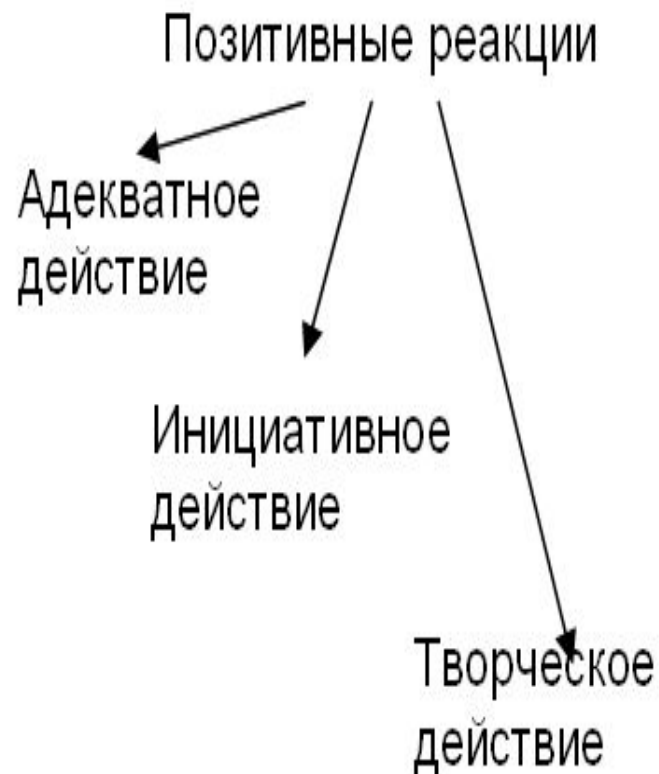 Позитивные реакции
Адекватное
действие
Инициативное
действие
Творческое
действие